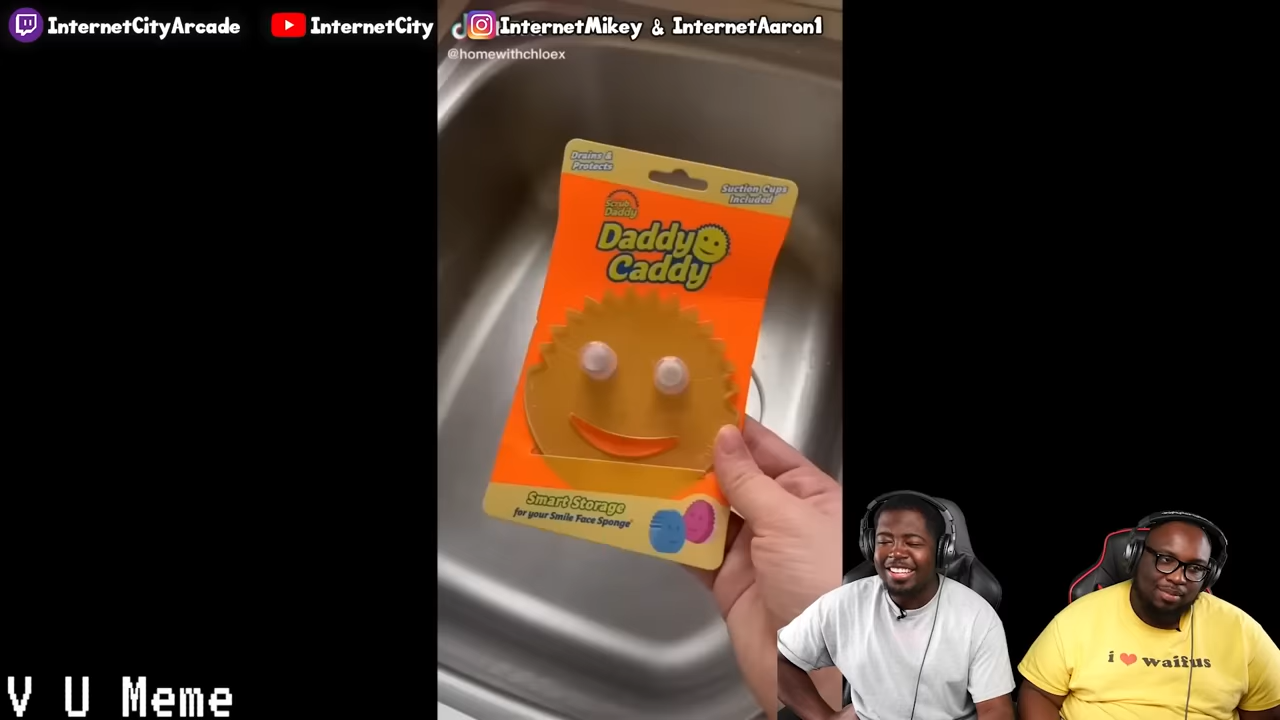 InternetCityArcade
InternetCity
InternetMikey & InternetAaron1
@homewithchloex
Drains &
Protects
Suction Cups
Included
Scrub
Daddy
Daddy
Caddy
Smart Storage
for your Smile Face Sponge
i ❤ waifus
V U Meme